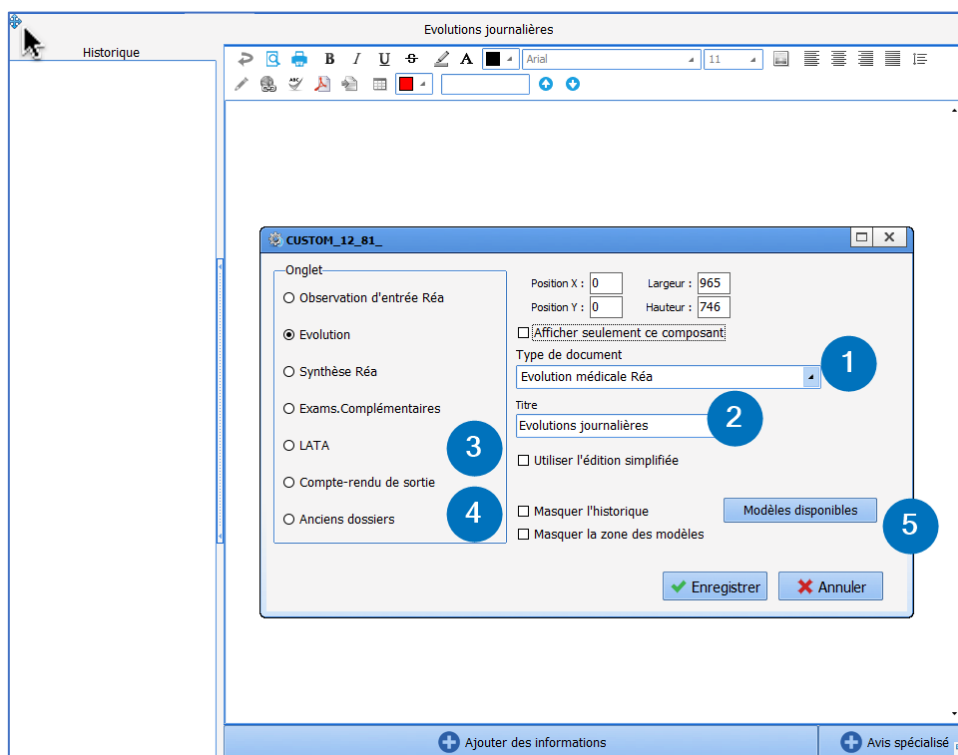 Evolutions journalières
Historique
B I U S A Arial 11
ABC
CUSTOM_12_81_
Onglet
Observation d'entrée Réa
Evolution
Synthèse Réa
Exams.Complémentaires
LATA
Compte-rendu de sortie
Anciens dossiers
3
4
Position X : 0 Largeur : 965
Position Y : 0 Hauteur : 746
Afficher seulement ce composant
Type de document
Evolution médicale Réa
1
Titre
Evolutions journalières
2
Utiliser l'édition simplifiée
Masquer l'historique
Modèles disponibles
5
Masquer la zone des modèles
Enregistrer
Annuler
Ajouter des informations
Avis spécialisé